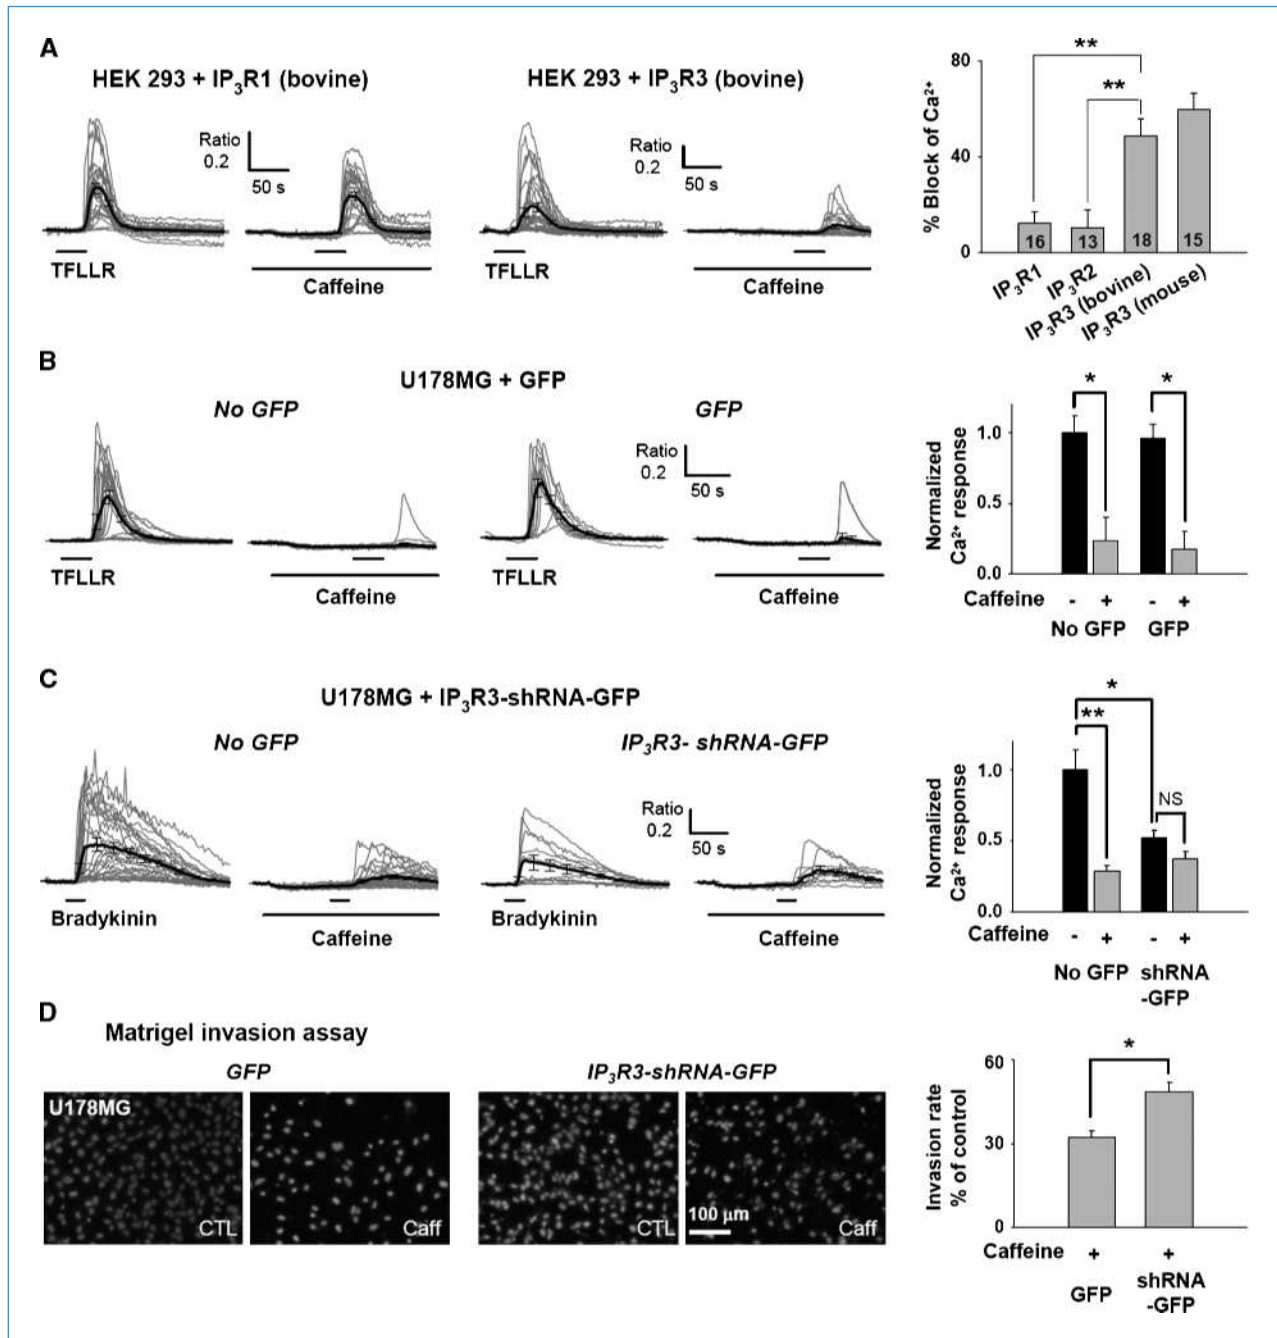 A
HEK 293 + IP3R1 (bovine)
HEK 293 + IP3R3 (bovine)
Ratio
0.2
50 s
Ratio
0.2
50 s
TFLLR
Caffeine
TFLLR
Caffeine
% Block of Ca²⁺
80
40
0
**
**
16
13
18
15
IP3R1
IP3R2
IP3R3 (bovine)
IP3R3 (mouse)
B
U178MG + GFP
No GFP
GFP
Ratio
0.2
50 s
TFLLR
Caffeine
TFLLR
Caffeine
Normalized
Ca²⁺ response
1.0
0.5
0.0
*
*
Caffeine - + - +
No GFP GFP
C
U178MG + IP3R3-shRNA-GFP
No GFP
IP3R3- shRNA-GFP
Ratio
0.2
50 s
Bradykinin
Caffeine
Bradykinin
Caffeine
Normalized
Ca²⁺ response
1.0
0.5
0.0
*
**
NS
Caffeine - + - +
No GFP shRNA
-GFP
D
Matrigel invasion assay
GFP
IP3R3-shRNA-GFP
U178MG
CTL
Caff
CTL
100 µm
Caff
Invasion rate
% of control
60
30
0
*
Caffeine + +
GFP shRNA
-GFP